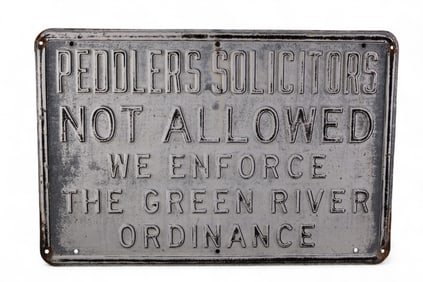 PEDDLERS SOLICITORS
NOT ALLOWED
WE ENFORCE
THE GREEN RIVER
ORDINANCE